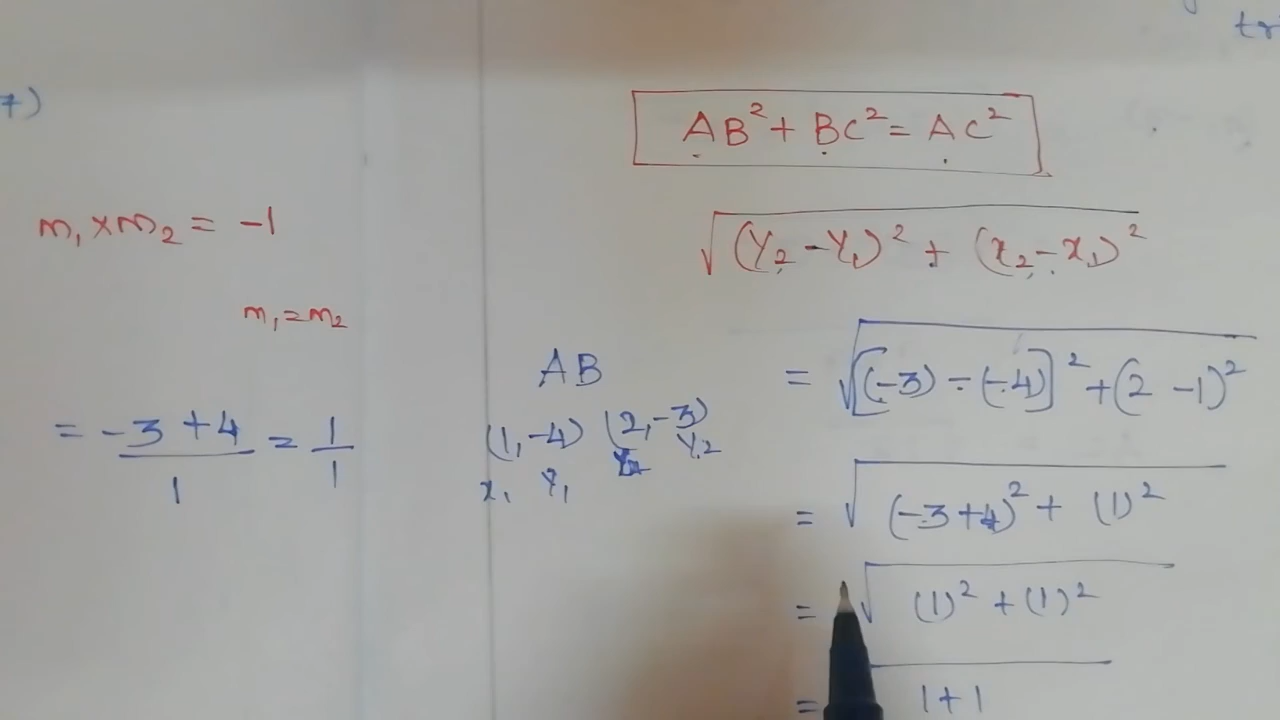 tr
7)
AB² + BC² = AC²
m₁ × m₂ = -1
√(Y₂ - Y₁)² + (x₂ - x₁)²
m₁ = m₂
AB
= √[(-3) - (-4)]² + (2 - 1)²
= -3 + 4 / 1 = 1 / 1
(1, -4) (2, -3)
x₁ Y₁ Y₂
= √(-3 + 4)² + (1)²
= √(1)² + (1)²
= 1 + 1